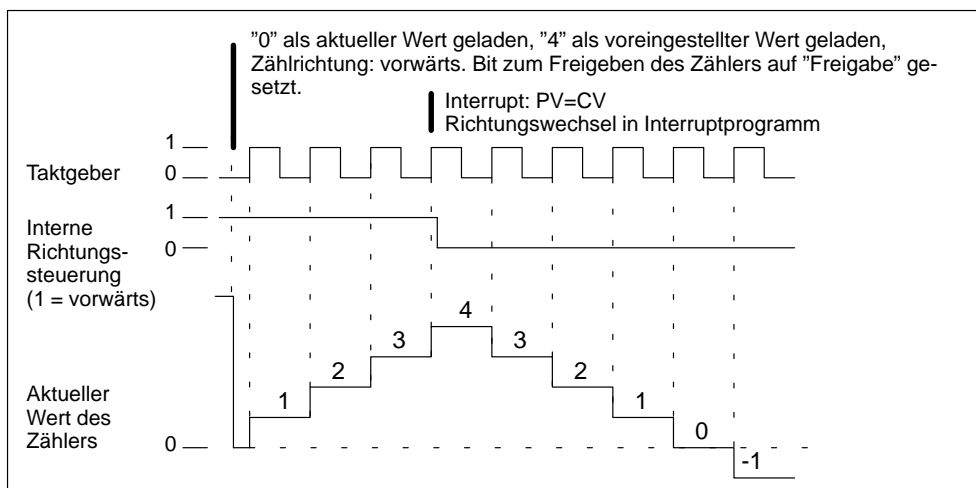 ”0” als aktueller Wert geladen, ”4” als voreingestellter Wert geladen,
Zählrichtung: vorwärts. Bit zum Freigeben des Zählers auf ”Freigabe” ge-
setzt.
Interrupt: PV=CV
Richtungswechsel in Interruptprogramm
1
Taktgeber 0
1
Interne
Richtungs- 0
steuerung
(1 = vorwärts)
4
3 3
2 2
Aktueller 1 1
Wert des
Zählers 0 0
-1